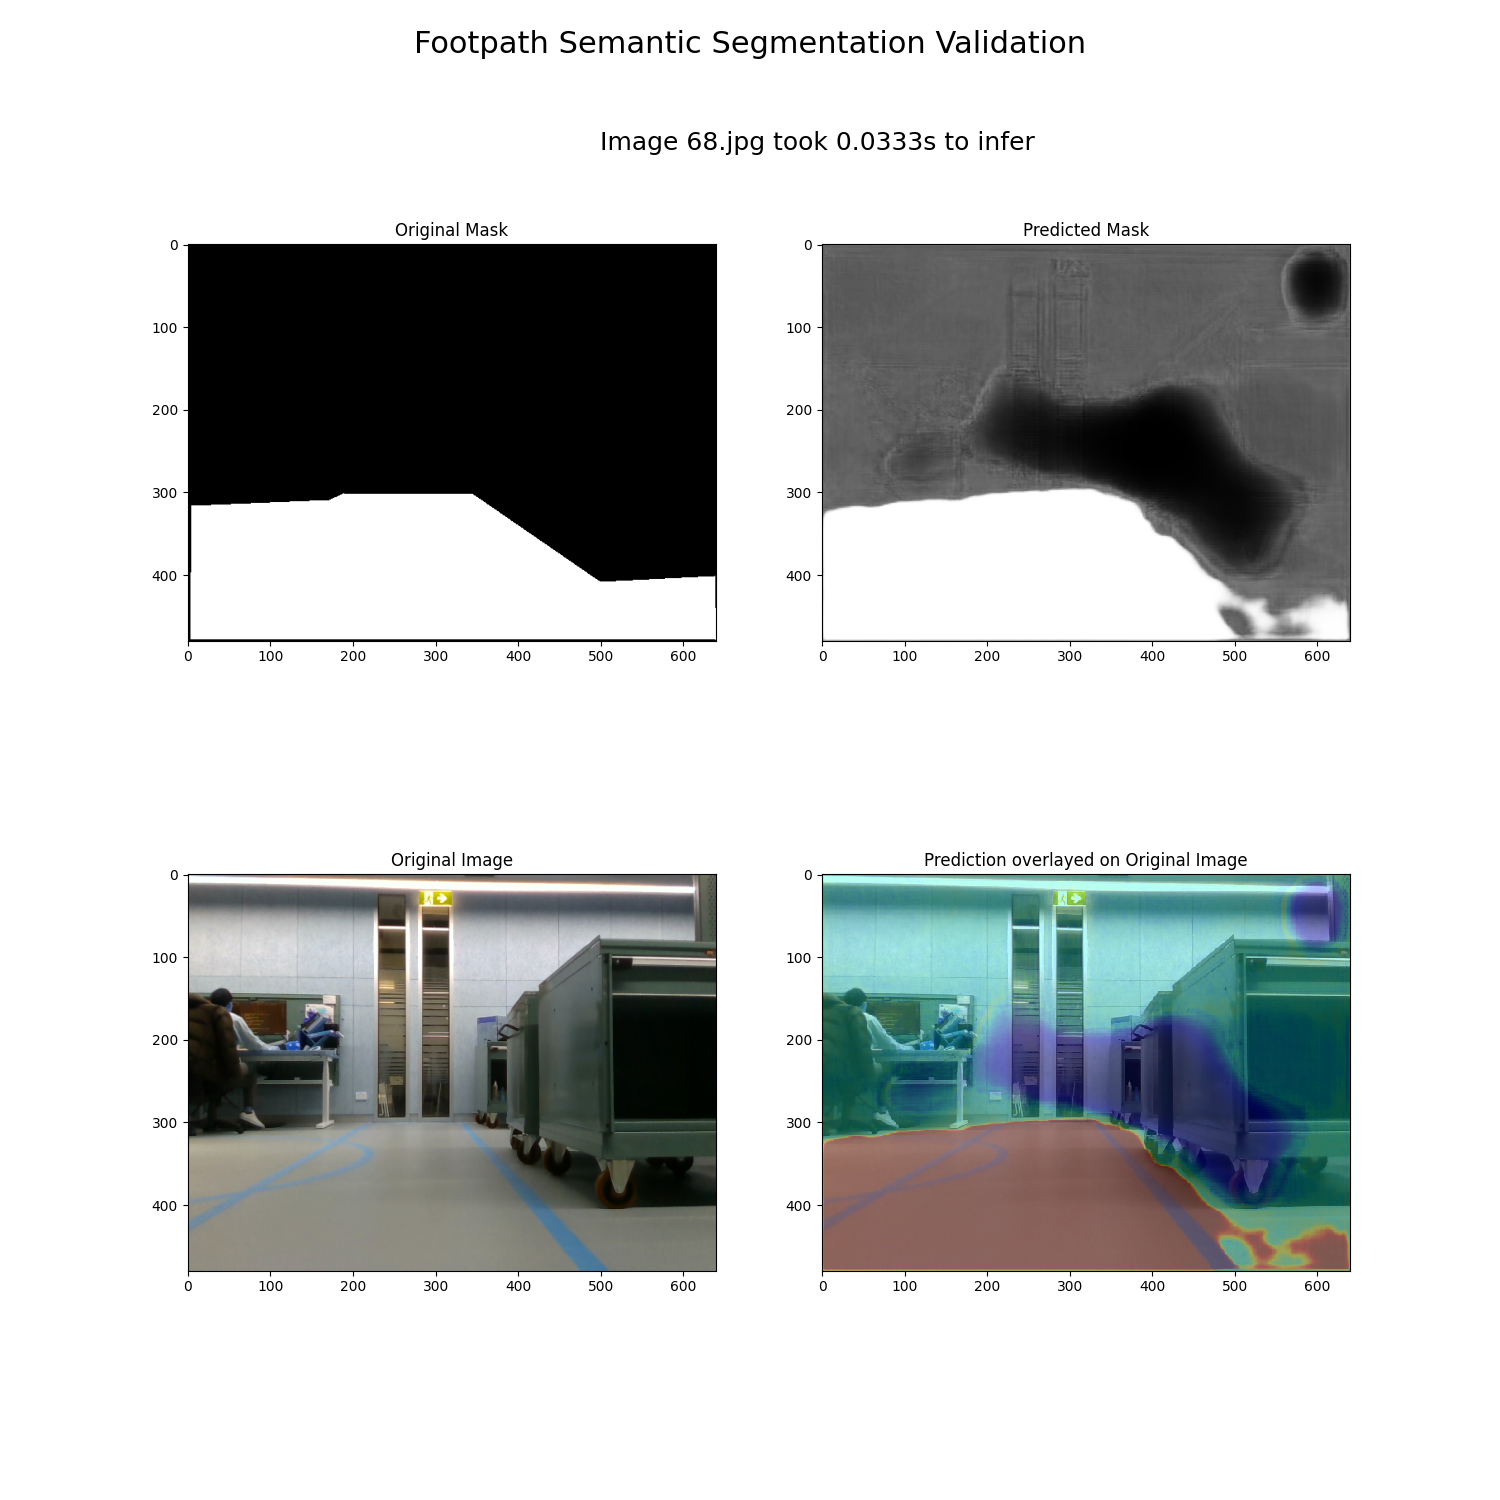 Footpath Semantic Segmentation Validation
Image 68.jpg took 0.0333s to infer
Original Mask
0
100
200
300
400
0 100 200 300 400 500 600
Predicted Mask
0
100
200
300
400
0 100 200 300 400 500 600
Original Image
0
100
200
300
400
0 100 200 300 400 500 600
Prediction overlayed on Original Image
0
100
200
300
400
0 100 200 300 400 500 600